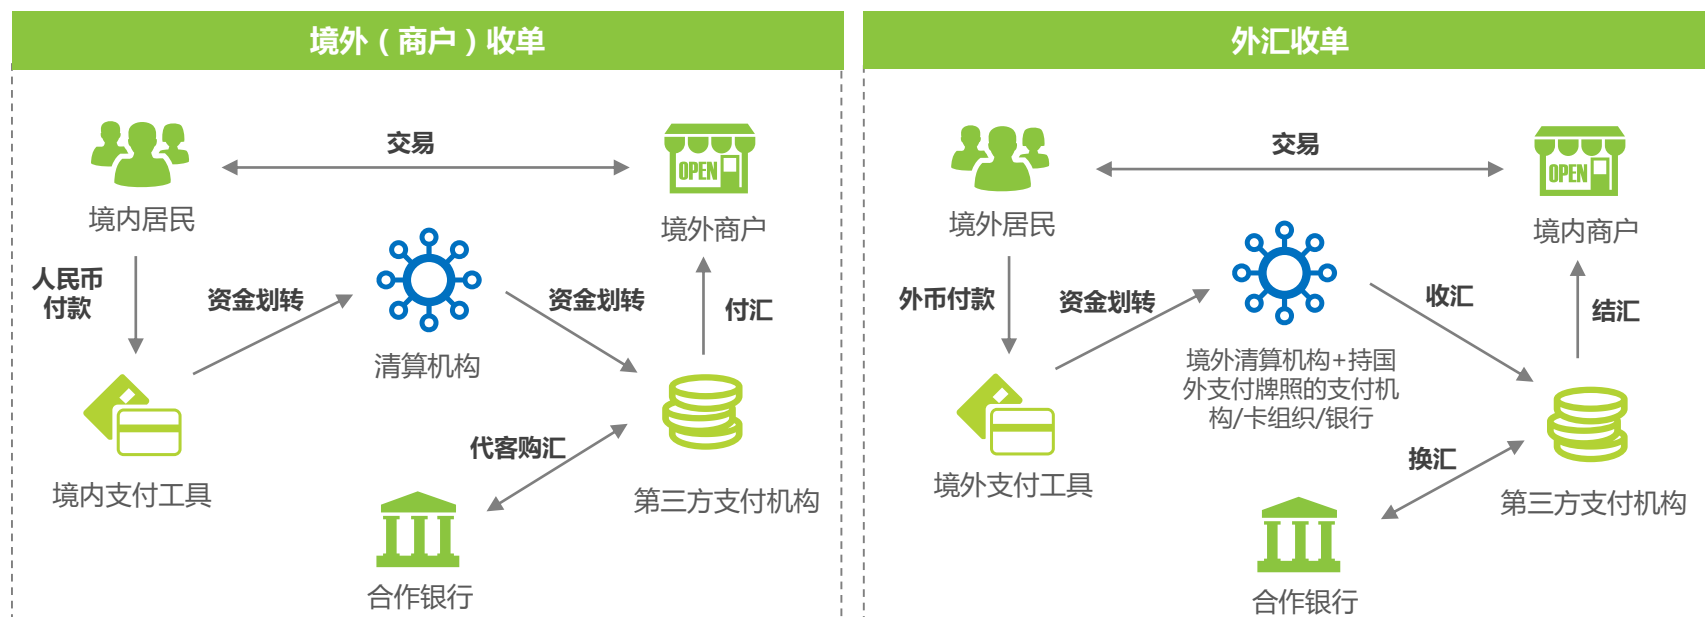 境外（商户）收单
交易
境内居民
OPEN
境外商户
人民币
付款
资金划转
资金划转
付汇
清算机构
代客购汇
境内支付工具
第三方支付机构
合作银行
外汇收单
交易
境外居民
OPEN
境内商户
外币付款
资金划转
收汇
结汇
境外清算机构+持国
外支付牌照的支付机
构/卡组织/银行
换汇
境外支付工具
第三方支付机构
合作银行